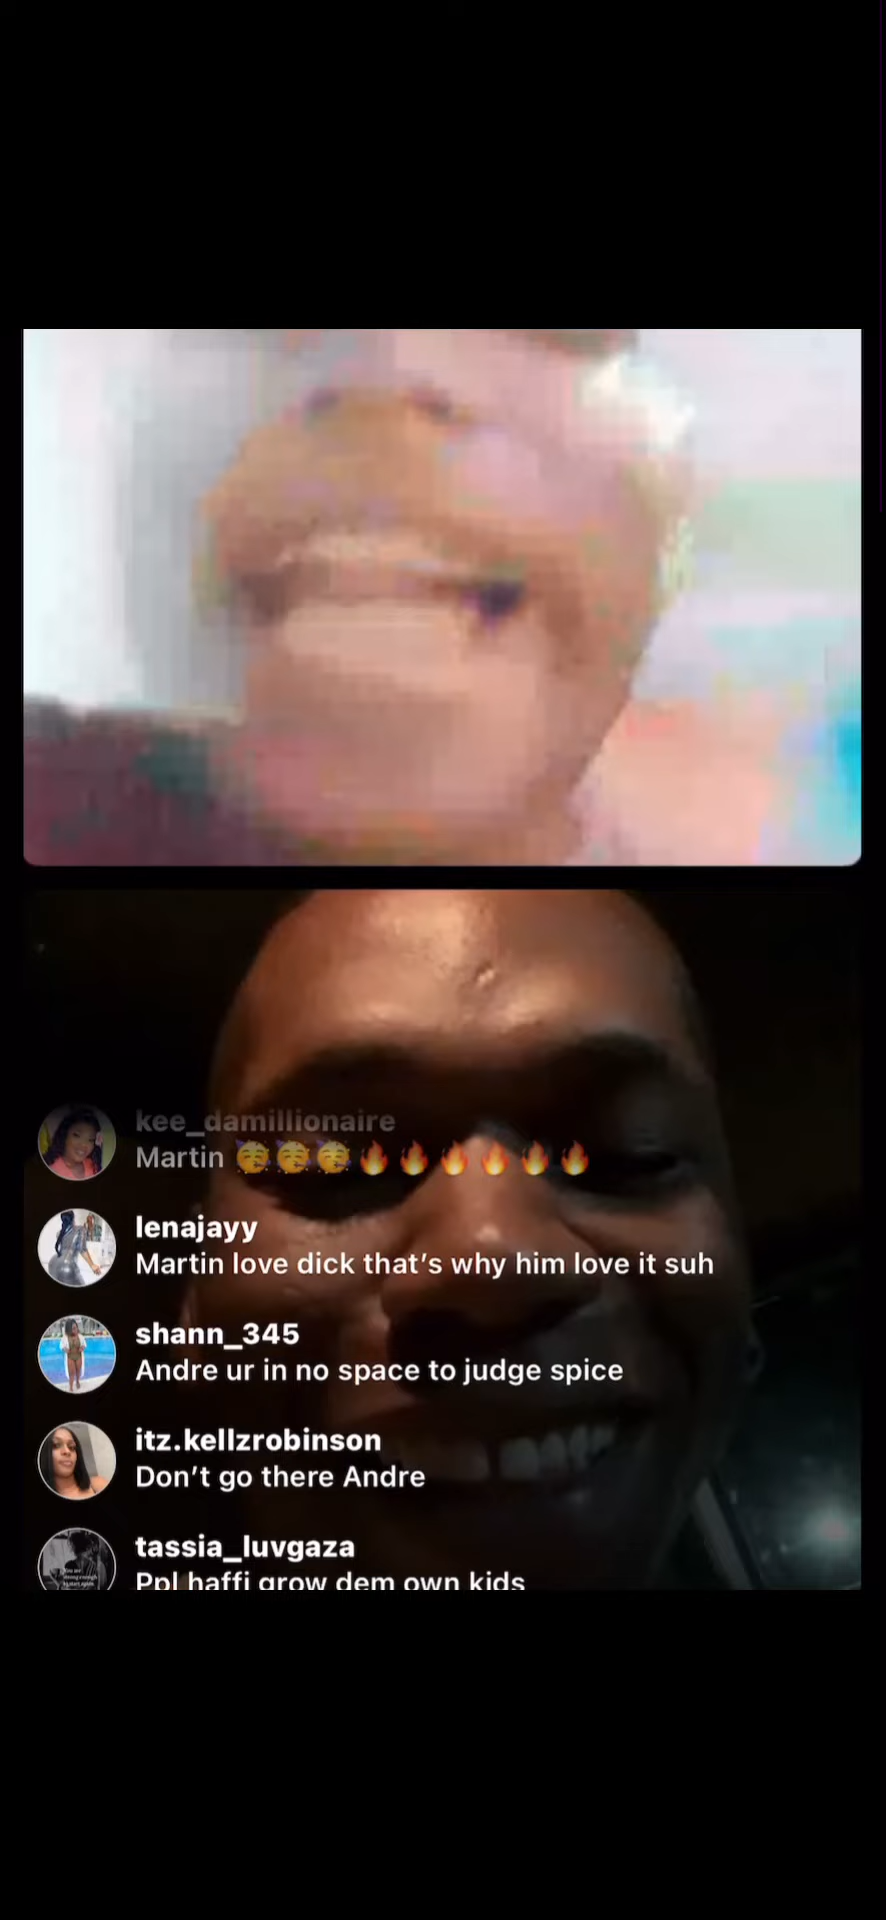 kee_damillionaire
Martin 🥳🥳🥳🔥🔥🔥🔥🔥🔥
lenajayy
Martin love dick that’s why him love it suh
shann_345
Andre ur in no space to judge spice
itz.kellzrobinson
Don’t go there Andre
tassia_luvgaza
Ppl haffi grow dem own kids